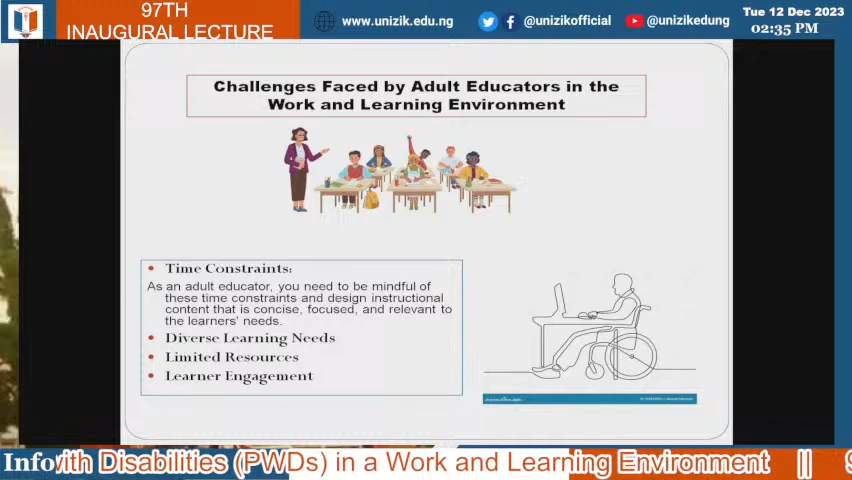 97TH
INAUGURAL LECTURE
www.unizik.edu.ng
@unizikofficial
@unizikedung
Tue 12 Dec 2023
02:35 PM
Challenges Faced by Adult Educators in the
Work and Learning Environment
• Time Constraints:
As an adult educator, you need to be mindful of
these time constraints and design instructional
content that is concise, focused, and relevant to
the learners' needs.
• Diverse Learning Needs
• Limited Resources
• Learner Engagement
Info
with Disabilities (PWDs) in a Work and Learning Environment || 9